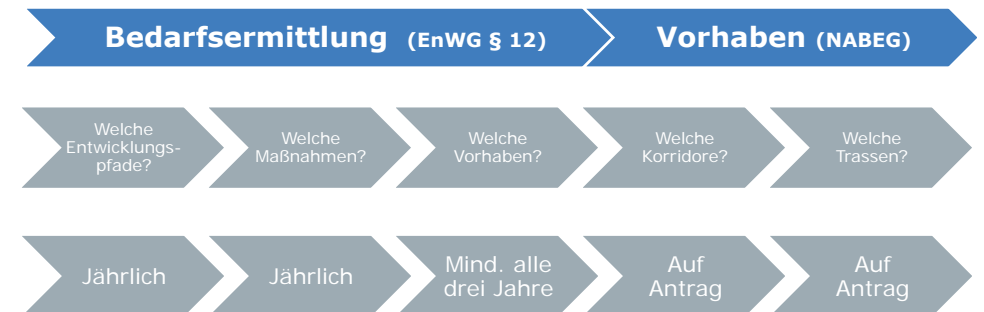 Bedarfsermittlung (EnWG § 12)
Vorhaben (NABEG)
Welche
Entwicklungs-
pfade?
Welche
Maßnahmen?
Welche
Vorhaben?
Welche
Korridore?
Welche
Trassen?
Jährlich
Jährlich
Mind. alle
drei Jahre
Auf
Antrag
Auf
Antrag